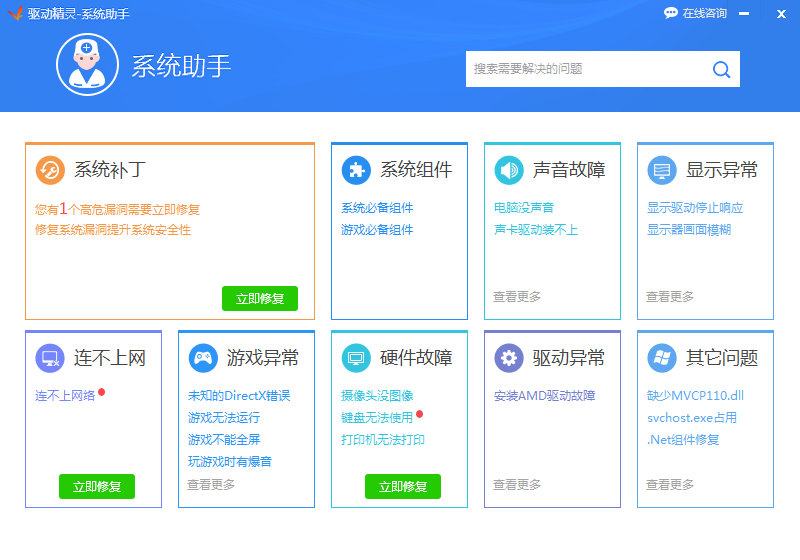 驱动精灵-系统助手
在线咨询
系统助手
搜索需要解决的问题
系统补丁
您有1个高危漏洞需要立即修复
修复系统漏洞提升系统安全性
立即修复
系统组件
系统必备组件
游戏必备组件
声音故障
电脑没声音
声卡驱动装不上
查看更多
显示异常
显示驱动停止响应
显示器画面模糊
查看更多
连不上网
连不上网络
立即修复
游戏异常
未知的DirectX错误
游戏无法运行
游戏不能全屏
玩游戏时有爆音
查看更多
硬件故障
摄像头没图像
键盘无法使用
打印机无法打印
立即修复
驱动异常
安装AMD驱动故障
查看更多
其它问题
缺少MVCP110.dll
svchost.exe占用
.Net组件修复
查看更多